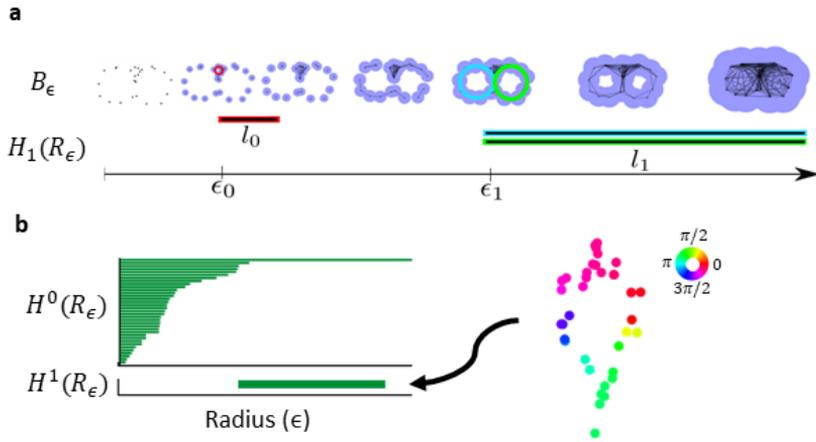 a
B_ϵ
l_0
H_1(R_ϵ)
l_1
ϵ_0
ϵ_1
b
π/2
π
0
3π/2
H^0(R_ϵ)
H^1(R_ϵ)
Radius (ϵ)